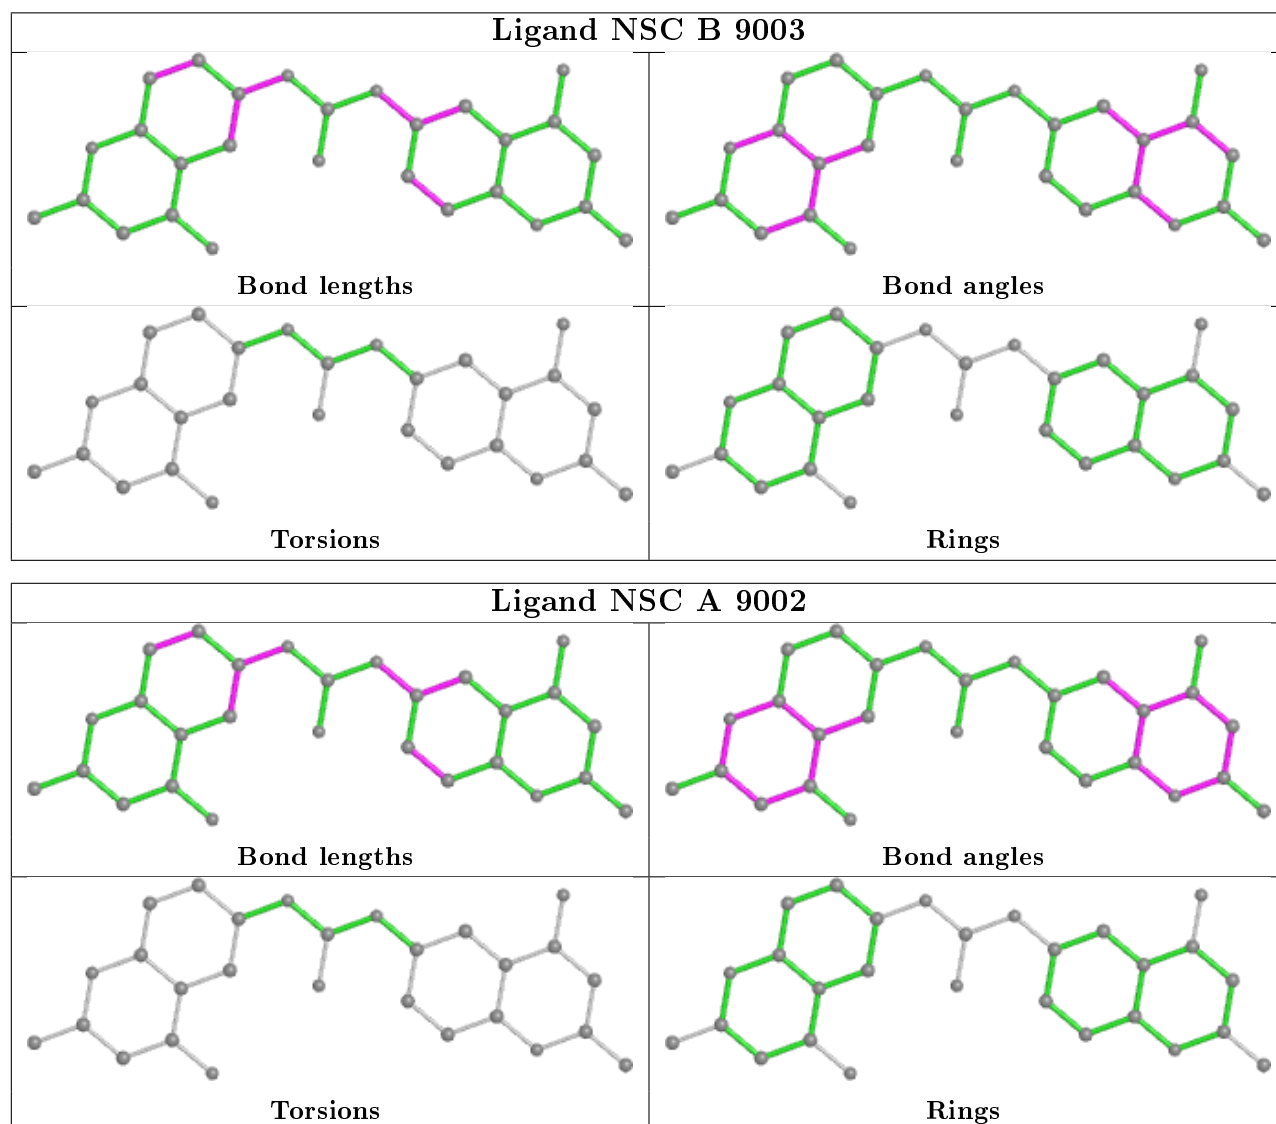 Ligand NSC B 9003
Bond lengths
Bond angles
Torsions
Rings
Ligand NSC A 9002
Bond lengths
Bond angles
Torsions
Rings